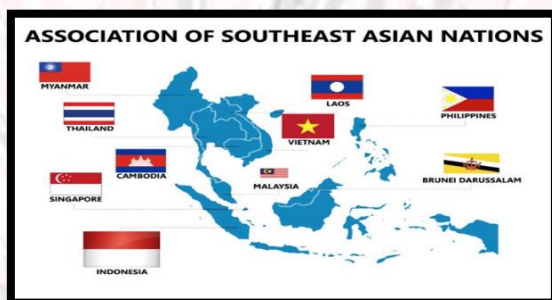 ASSOCIATION OF SOUTHEAST ASIAN NATIONS
MYANMAR
LAOS
PHILIPPINES
THAILAND
VIETNAM
CAMBODIA
MALAYSIA
BRUNEI DARUSSALAM
SINGAPORE
INDONESIA